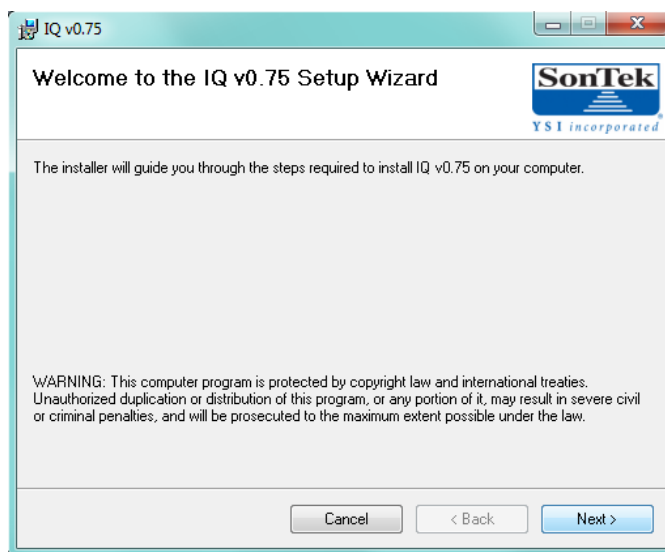 IQ v0.75
Welcome to the IQ v0.75 Setup Wizard
SonTek
YSI incorporated
The installer will guide you through the steps required to install IQ v0.75 on your computer.
WARNING: This computer program is protected by copyright law and international treaties.
Unauthorized duplication or distribution of this program, or any portion of it, may result in severe civil
or criminal penalties, and will be prosecuted to the maximum extent possible under the law.
Cancel
< Back
Next >